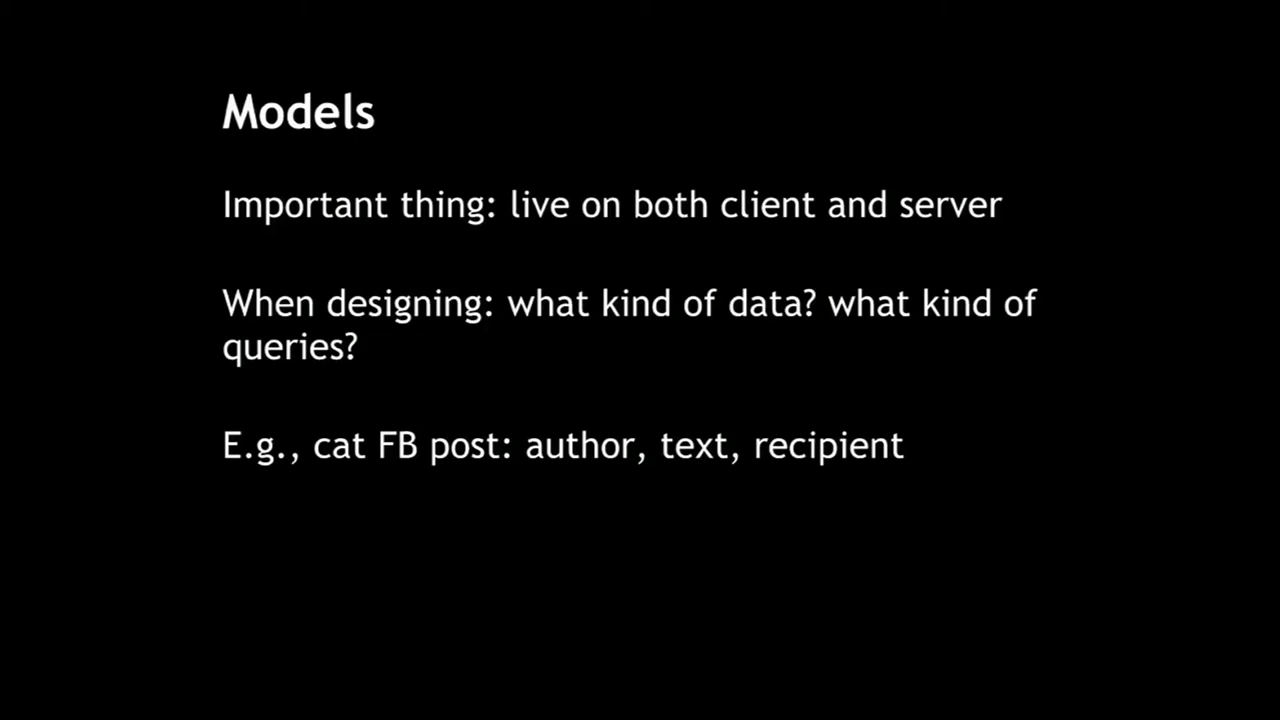 Models
Important thing: live on both client and server
When designing: what kind of data? what kind of
queries?
E.g., cat FB post: author, text, recipient